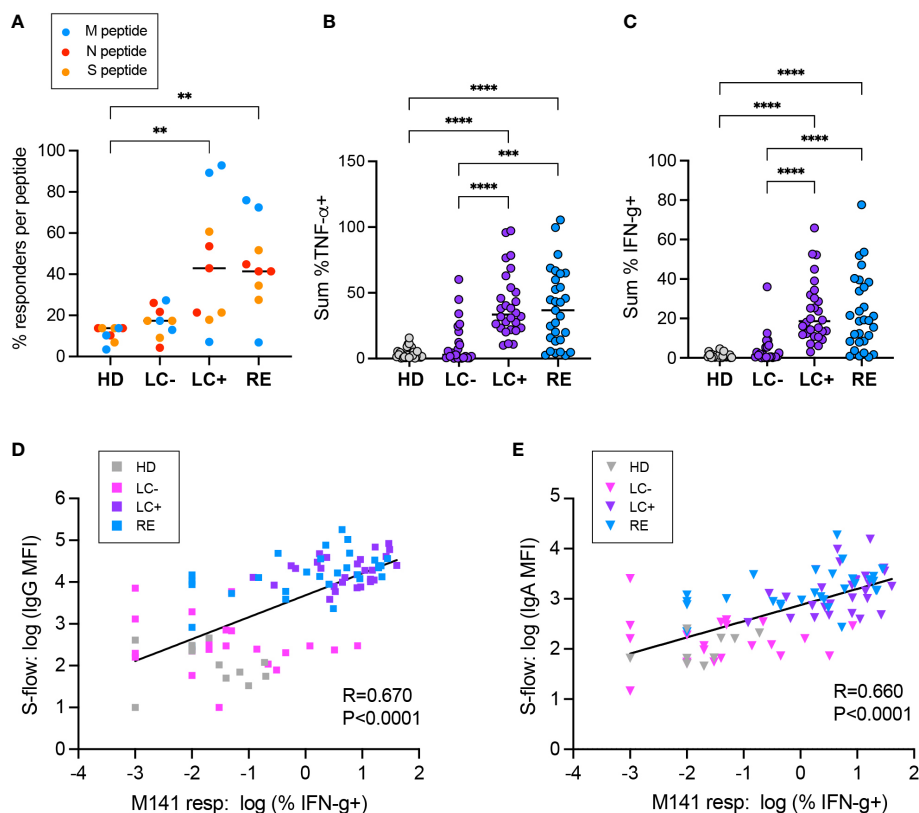 A
M peptide
N peptide
S peptide
**
**
% responders per peptide
100
80
60
40
20
0
HD LC- LC+ RE
B
****
****
***
****
Sum %TNF-α+
150
100
50
0
HD LC- LC+ RE
C
****
****
****
****
Sum % IFN-g+
100
80
60
40
20
0
HD LC- LC+ RE
D
HD
LC-
LC+
RE
S-flow: log (IgG MFI)
6
5
4
3
2
1
0
R=0.670
P<0.0001
-4 -3 -2 -1 0 1 2
M141 resp: log (% IFN-g+)
E
HD
LC-
LC+
RE
S-flow: log (IgA MFI)
5
4
3
2
1
0
R=0.660
P<0.0001
-4 -3 -2 -1 0 1 2
M141 resp: log (% IFN-g+)